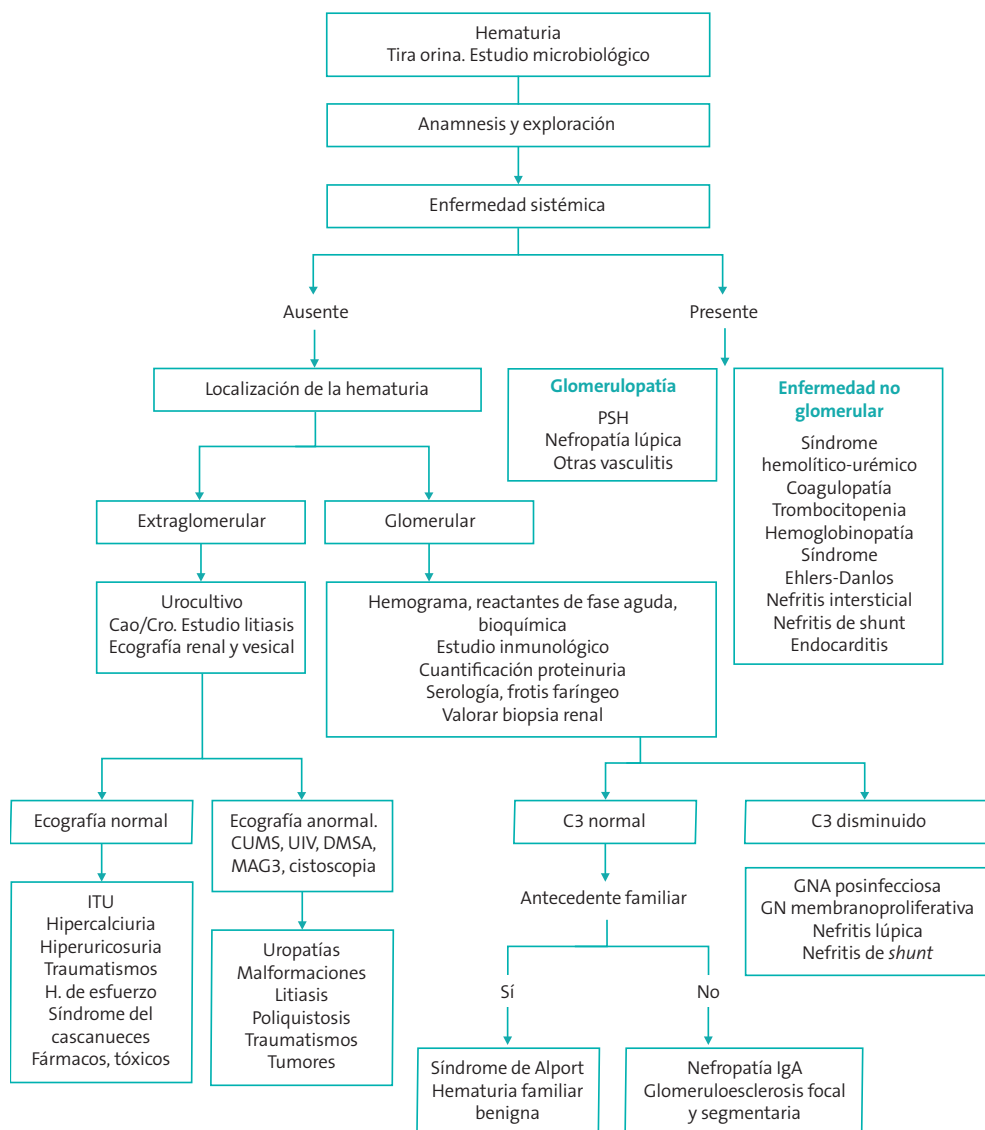 Hematuria
Tira orina. Estudio microbiológico
Anamnesis y exploración
Enfermedad sistémica
Ausente
Presente
Localización de la hematuria
Glomerulopatía
PSH
Nefropatía lúpica
Otras vasculitis
Enfermedad no
glomerular
Síndrome
hemolítico-urémico
Coagulopatía
Trombocitopenia
Hemoglobinopatía
Síndrome
Ehlers-Danlos
Nefritis intersticial
Nefritis de shunt
Endocarditis
Extraglomerular
Glomerular
Urocultivo
Cao/Cro. Estudio litiasis
Ecografía renal y vesical
Hemograma, reactantes de fase aguda,
bioquímica
Estudio inmunológico
Cuantificación proteinuria
Serología, frotis faríngeo
Valorar biopsia renal
Ecografía normal
Ecografía anormal.
CUMS, UIV, DMSA,
MAG3, cistoscopia
C3 normal
C3 disminuido
ITU
Hipercalciuria
Hiperuricosuria
Traumatismos
H. de esfuerzo
Síndrome del
cascanueces
Fármacos, tóxicos
Uropatías
Malformaciones
Litiasis
Poliquistosis
Traumatismos
Tumores
Antecedente familiar
GNA posinfecciosa
GN membranoproliferativa
Nefritis lúpica
Nefritis de shunt
Sí
No
Síndrome de Alport
Hematuria familiar
benigna
Nefropatía IgA
Glomeruloesclerosis focal
y segmentaria